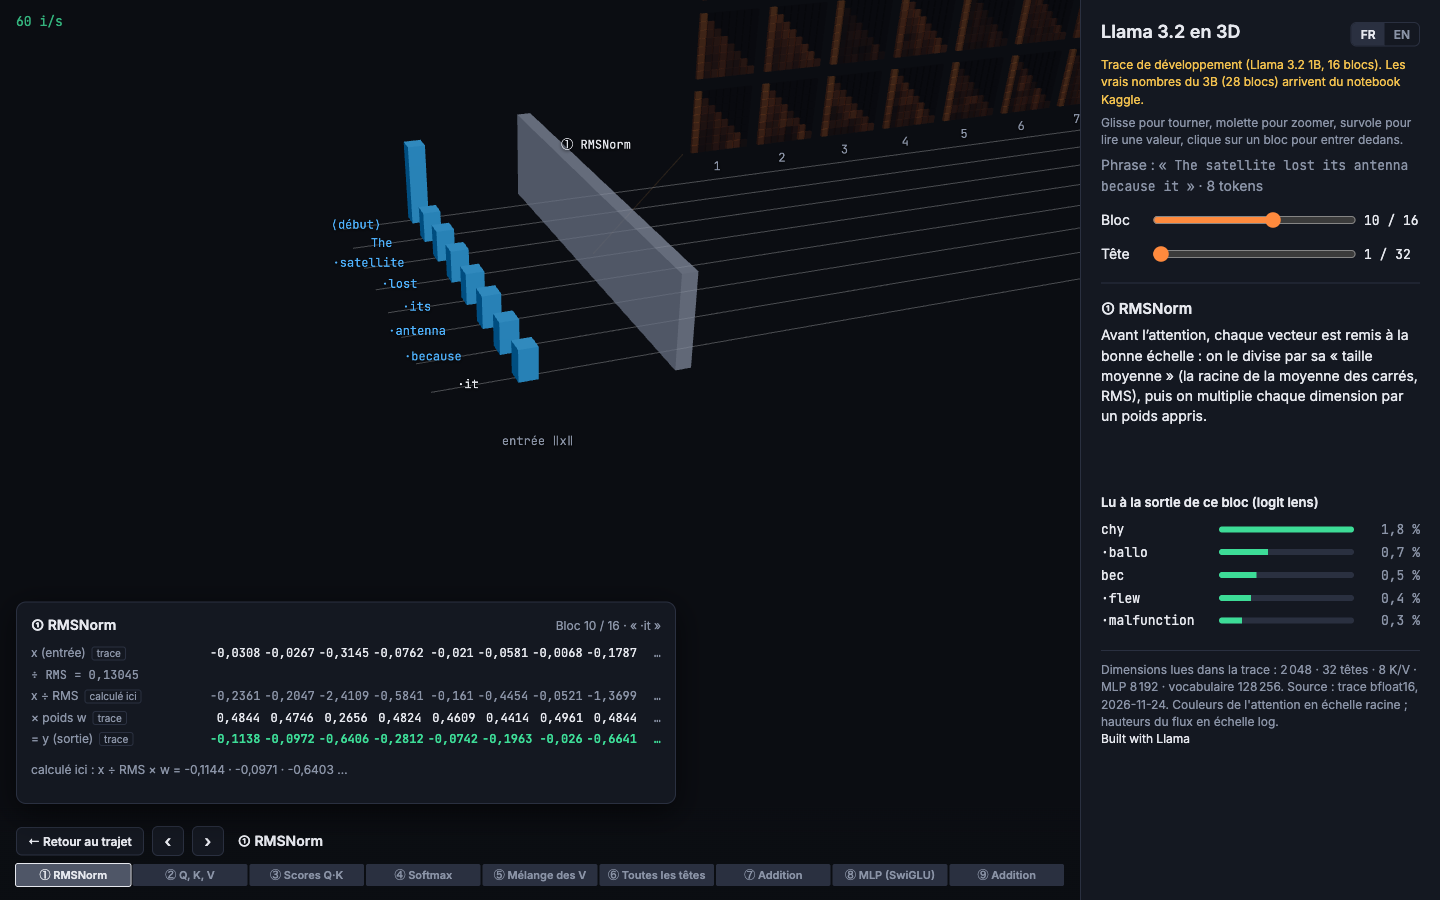 60 i/s
① RMSNorm
1 2 3 4 5 6 7
(début)
The
·satellite
·lost
·its
·antenna
·because
·it
entrée ‖x‖
① RMSNorm
Bloc 10 / 16 · « ·it »
x (entrée) trace -0,0308 -0,0267 -0,3145 -0,0762 -0,021 -0,0581 -0,0068 -0,1787 …
÷ RMS = 0,13045
x ÷ RMS calculé ici -0,2361 -0,2047 -2,4109 -0,5841 -0,161 -0,4454 -0,0521 -1,3699 …
× poids w trace 0,4844 0,4746 0,2656 0,4824 0,4609 0,4414 0,4961 0,4844 …
= y (sortie) trace -0,1138 -0,0972 -0,6406 -0,2812 -0,0742 -0,1963 -0,026 -0,6641 …
calculé ici : x ÷ RMS × w = -0,1144 · -0,0971 · -0,6403 …
← Retour au trajet ‹ › ① RMSNorm
① RMSNorm ② Q, K, V ③ Scores Q·K ④ Softmax ⑤ Mélange des V ⑥ Toutes les têtes ⑦ Addition ⑧ MLP (SwiGLU) ⑨ Addition
Llama 3.2 en 3D
FR EN
Trace de développement (Llama 3.2 1B, 16 blocs). Les
vrais nombres du 3B (28 blocs) arrivent du notebook
Kaggle.
Glisse pour tourner, molette pour zoomer, survole pour
lire une valeur, clique sur un bloc pour entrer dedans.
Phrase : « The satellite lost its antenna
because it » · 8 tokens
Bloc 10 / 16
Tête 1 / 32
① RMSNorm
Avant l’attention, chaque vecteur est remis à la
bonne échelle : on le divise par sa « taille
moyenne » (la racine de la moyenne des carrés,
RMS), puis on multiplie chaque dimension par
un poids appris.
Lu à la sortie de ce bloc (logit lens)
chy 1,8 %
·ballo 0,7 %
bec 0,5 %
·flew 0,4 %
·malfunction 0,3 %
Dimensions lues dans la trace : 2 048 · 32 têtes · 8 K/V ·
MLP 8 192 · vocabulaire 128 256. Source : trace bfloat16,
2026-11-24. Couleurs de l'attention en échelle racine ;
hauteurs du flux en échelle log.
Built with Llama